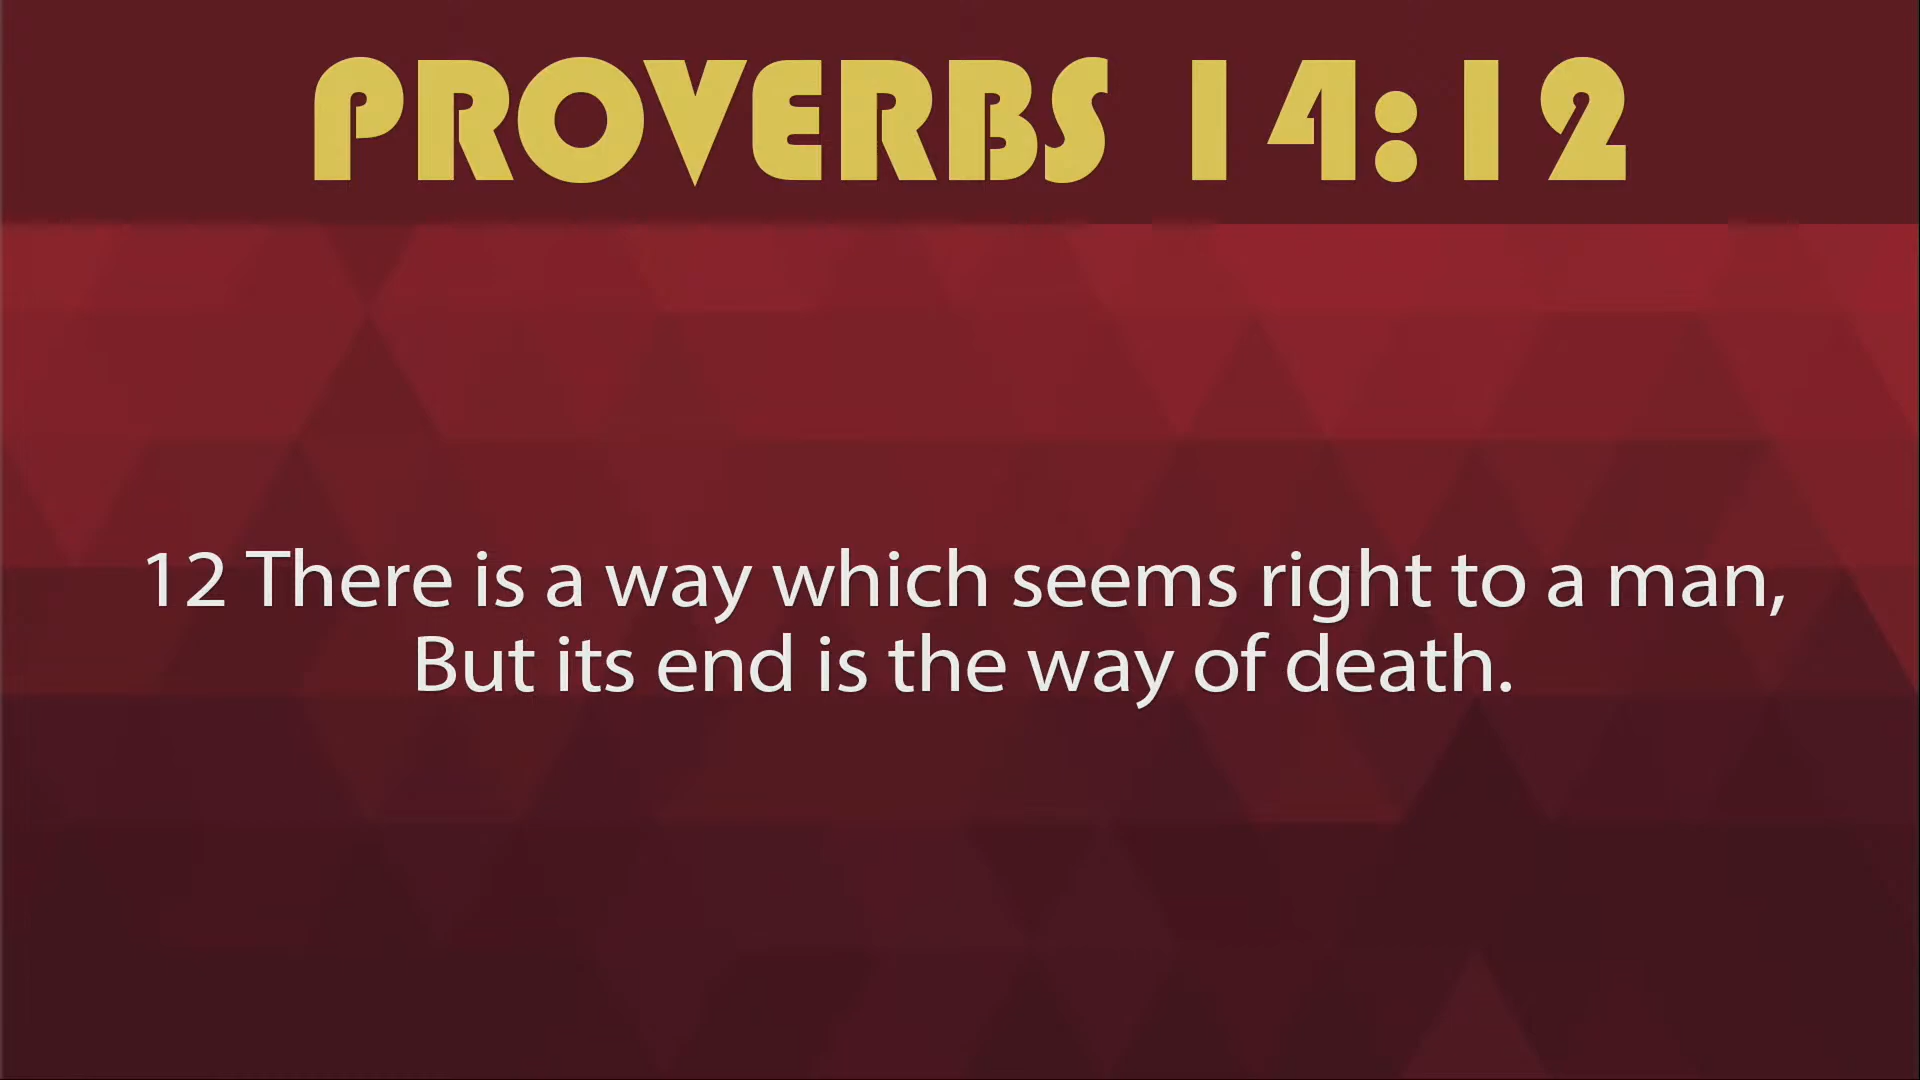 PROVERBS 14:12
12 There is a way which seems right to a man,
But its end is the way of death.